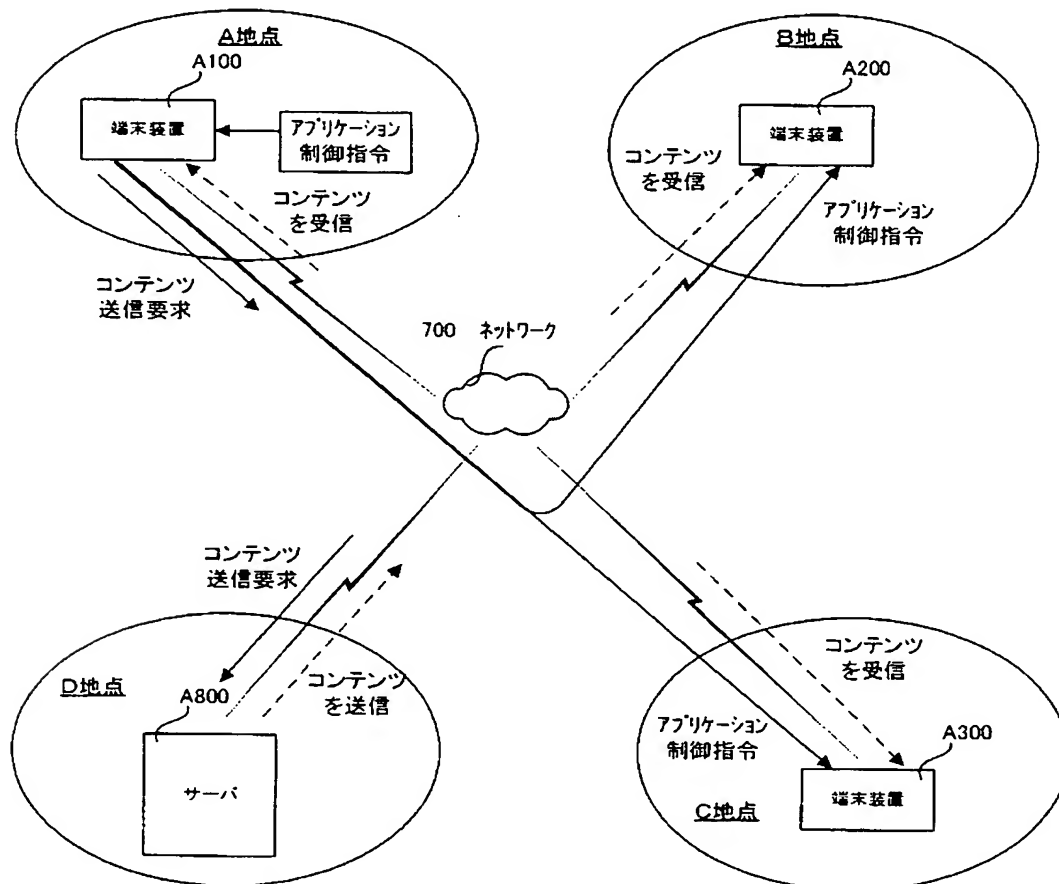 A地点
A100
端末装置
アプリケーション
制御指令
コンテンツ
を受信
コンテンツ
送信要求
B地点
A200
端末装置
コンテンツ
を受信
アプリケーション
制御指令
700 ネットワーク
コンテンツ
送信要求
D地点
A800
コンテンツ
を送信
サーバ
コンテンツ
を受信
アプリケーション
制御指令
A300
端末装置
C地点